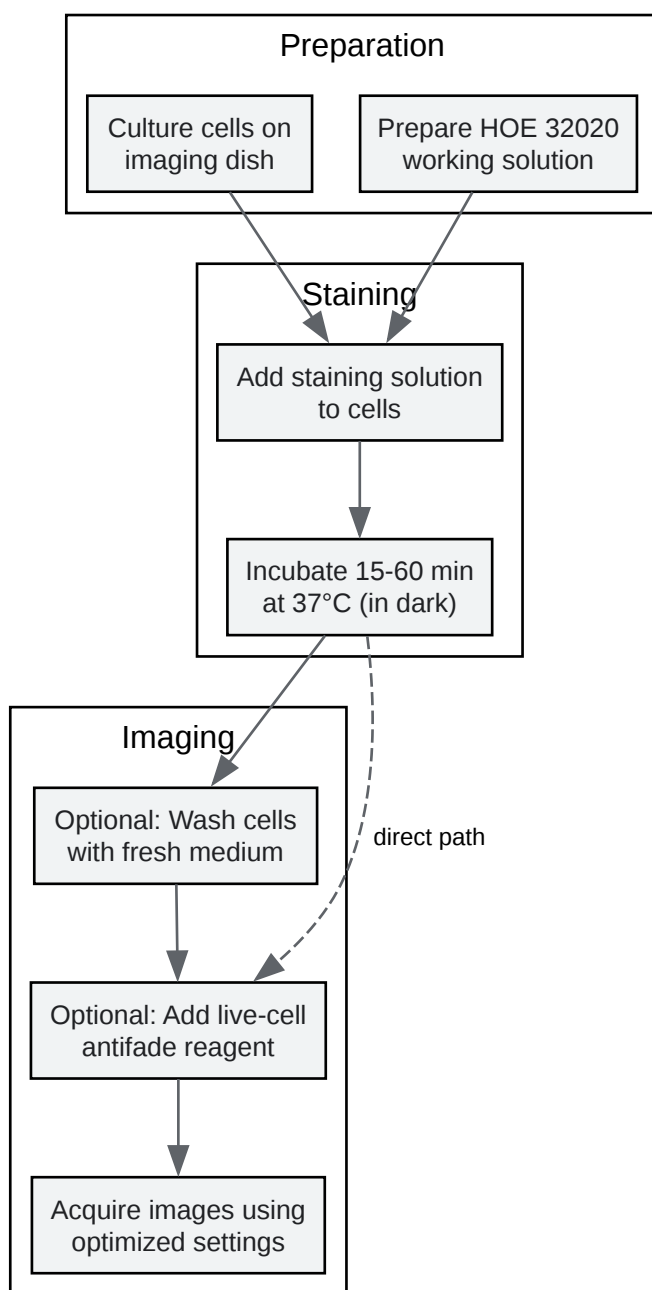 Preparation
Culture cells on
imaging dish
Prepare HOE 32020
working solution
Staining
Add staining solution
to cells
Incubate 15-60 min
at 37°C (in dark)
Imaging
Optional: Wash cells
with fresh medium
direct path
Optional: Add live-cell
antifade reagent
Acquire images using
optimized settings